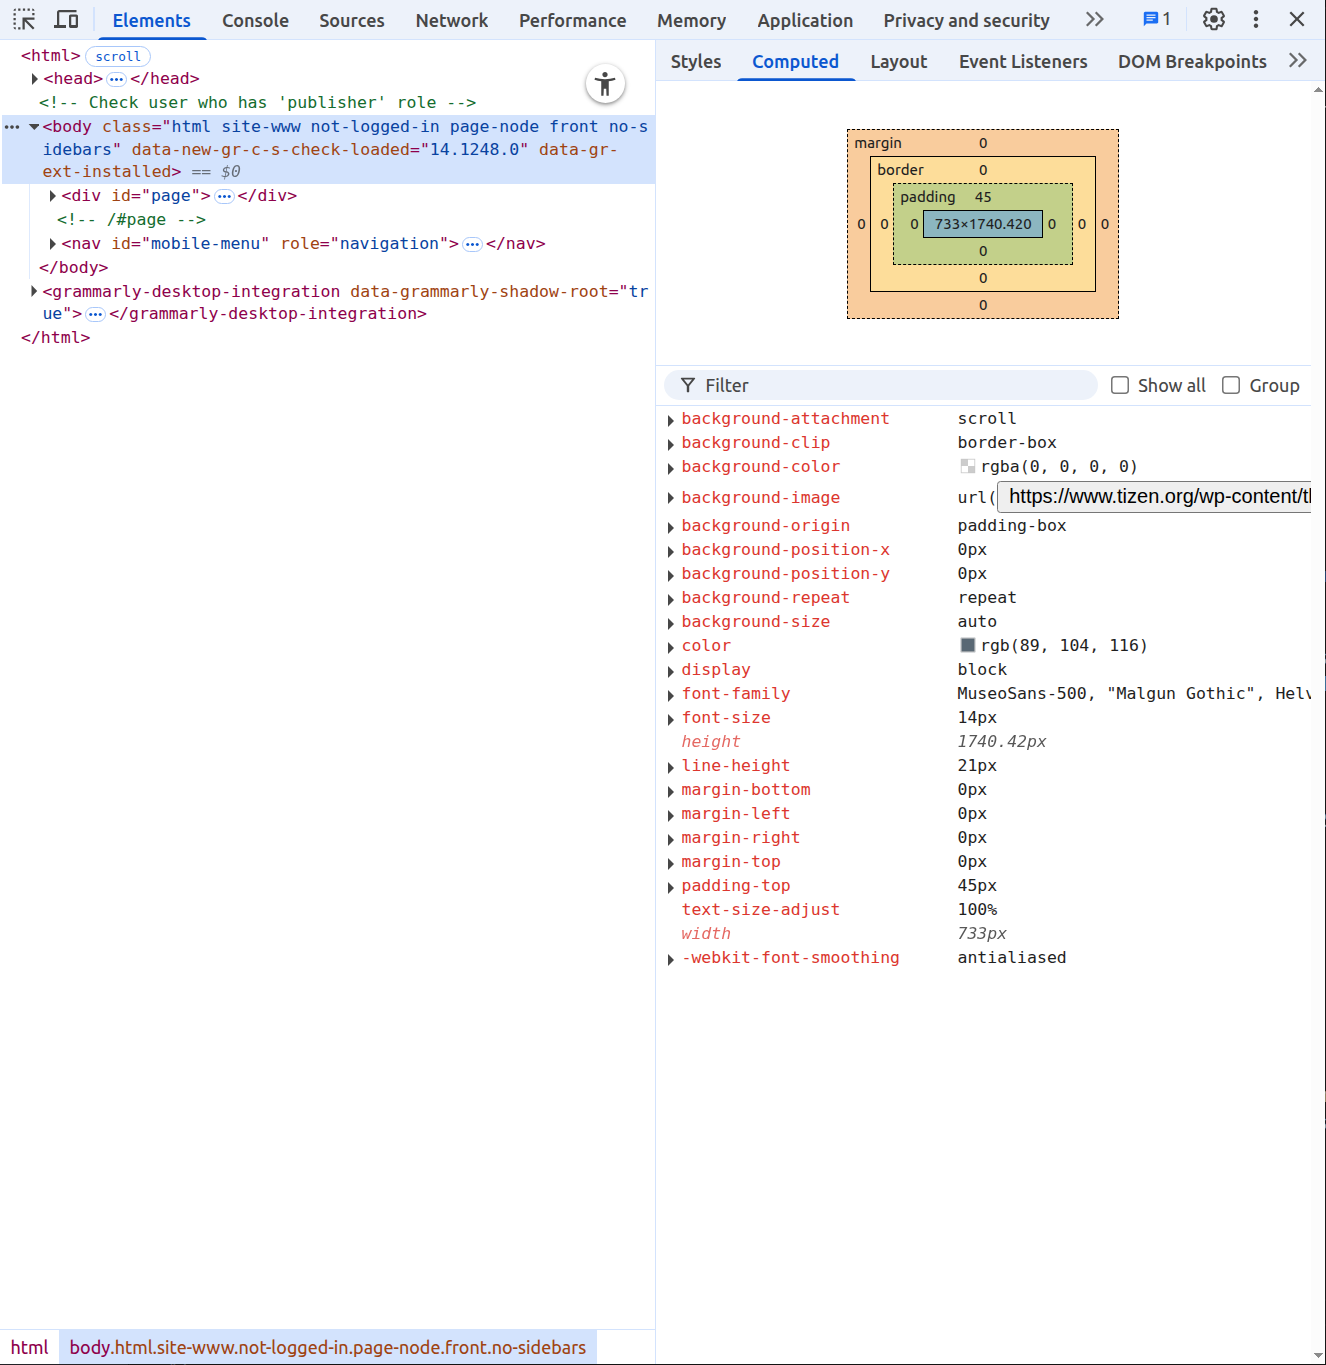 Elements Console Sources Network Performance Memory Application Privacy and security 1
<html> scroll
<head> ••• </head>
<!-- Check user who has 'publisher' role -->
••• <body class="html site-www not-logged-in page-node front no-s
idebars" data-new-gr-c-s-check-loaded="14.1248.0" data-gr-
ext-installed> == $0
<div id="page"> ••• </div>
<!-- /#page -->
<nav id="mobile-menu" role="navigation"> ••• </nav>
</body>
<grammarly-desktop-integration data-grammarly-shadow-root="tr
ue"> ••• </grammarly-desktop-integration>
</html>
html body.html.site-www.not-logged-in.page-node.front.no-sidebars
Styles Computed Layout Event Listeners DOM Breakpoints
margin 0
border 0
padding 45
0 0 0 733×1740.420 0 0 0
0
0
0
Filter Show all Group
background-attachment scroll
background-clip border-box
background-color rgba(0, 0, 0, 0)
background-image url( https://www.tizen.org/wp-content/
background-origin padding-box
background-position-x 0px
background-position-y 0px
background-repeat repeat
background-size auto
color rgb(89, 104, 116)
display block
font-family MuseoSans-500, "Malgun Gothic", Helv
font-size 14px
height 1740.42px
line-height 21px
margin-bottom 0px
margin-left 0px
margin-right 0px
margin-top 0px
padding-top 45px
text-size-adjust 100%
width 733px
-webkit-font-smoothing antialiased